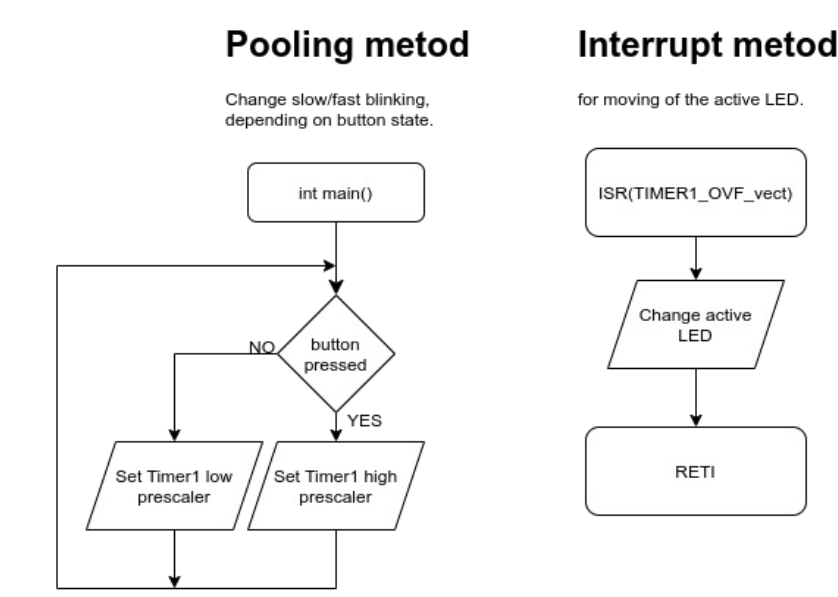 Pooling metod
Change slow/fast blinking,
depending on button state.
int main()
button
pressed
NO
YES
Set Timer1 low
prescaler
Set Timer1 high
prescaler
Interrupt metod
for moving of the active LED.
ISR(TIMER1_OVF_vect)
Change active
LED
RETI